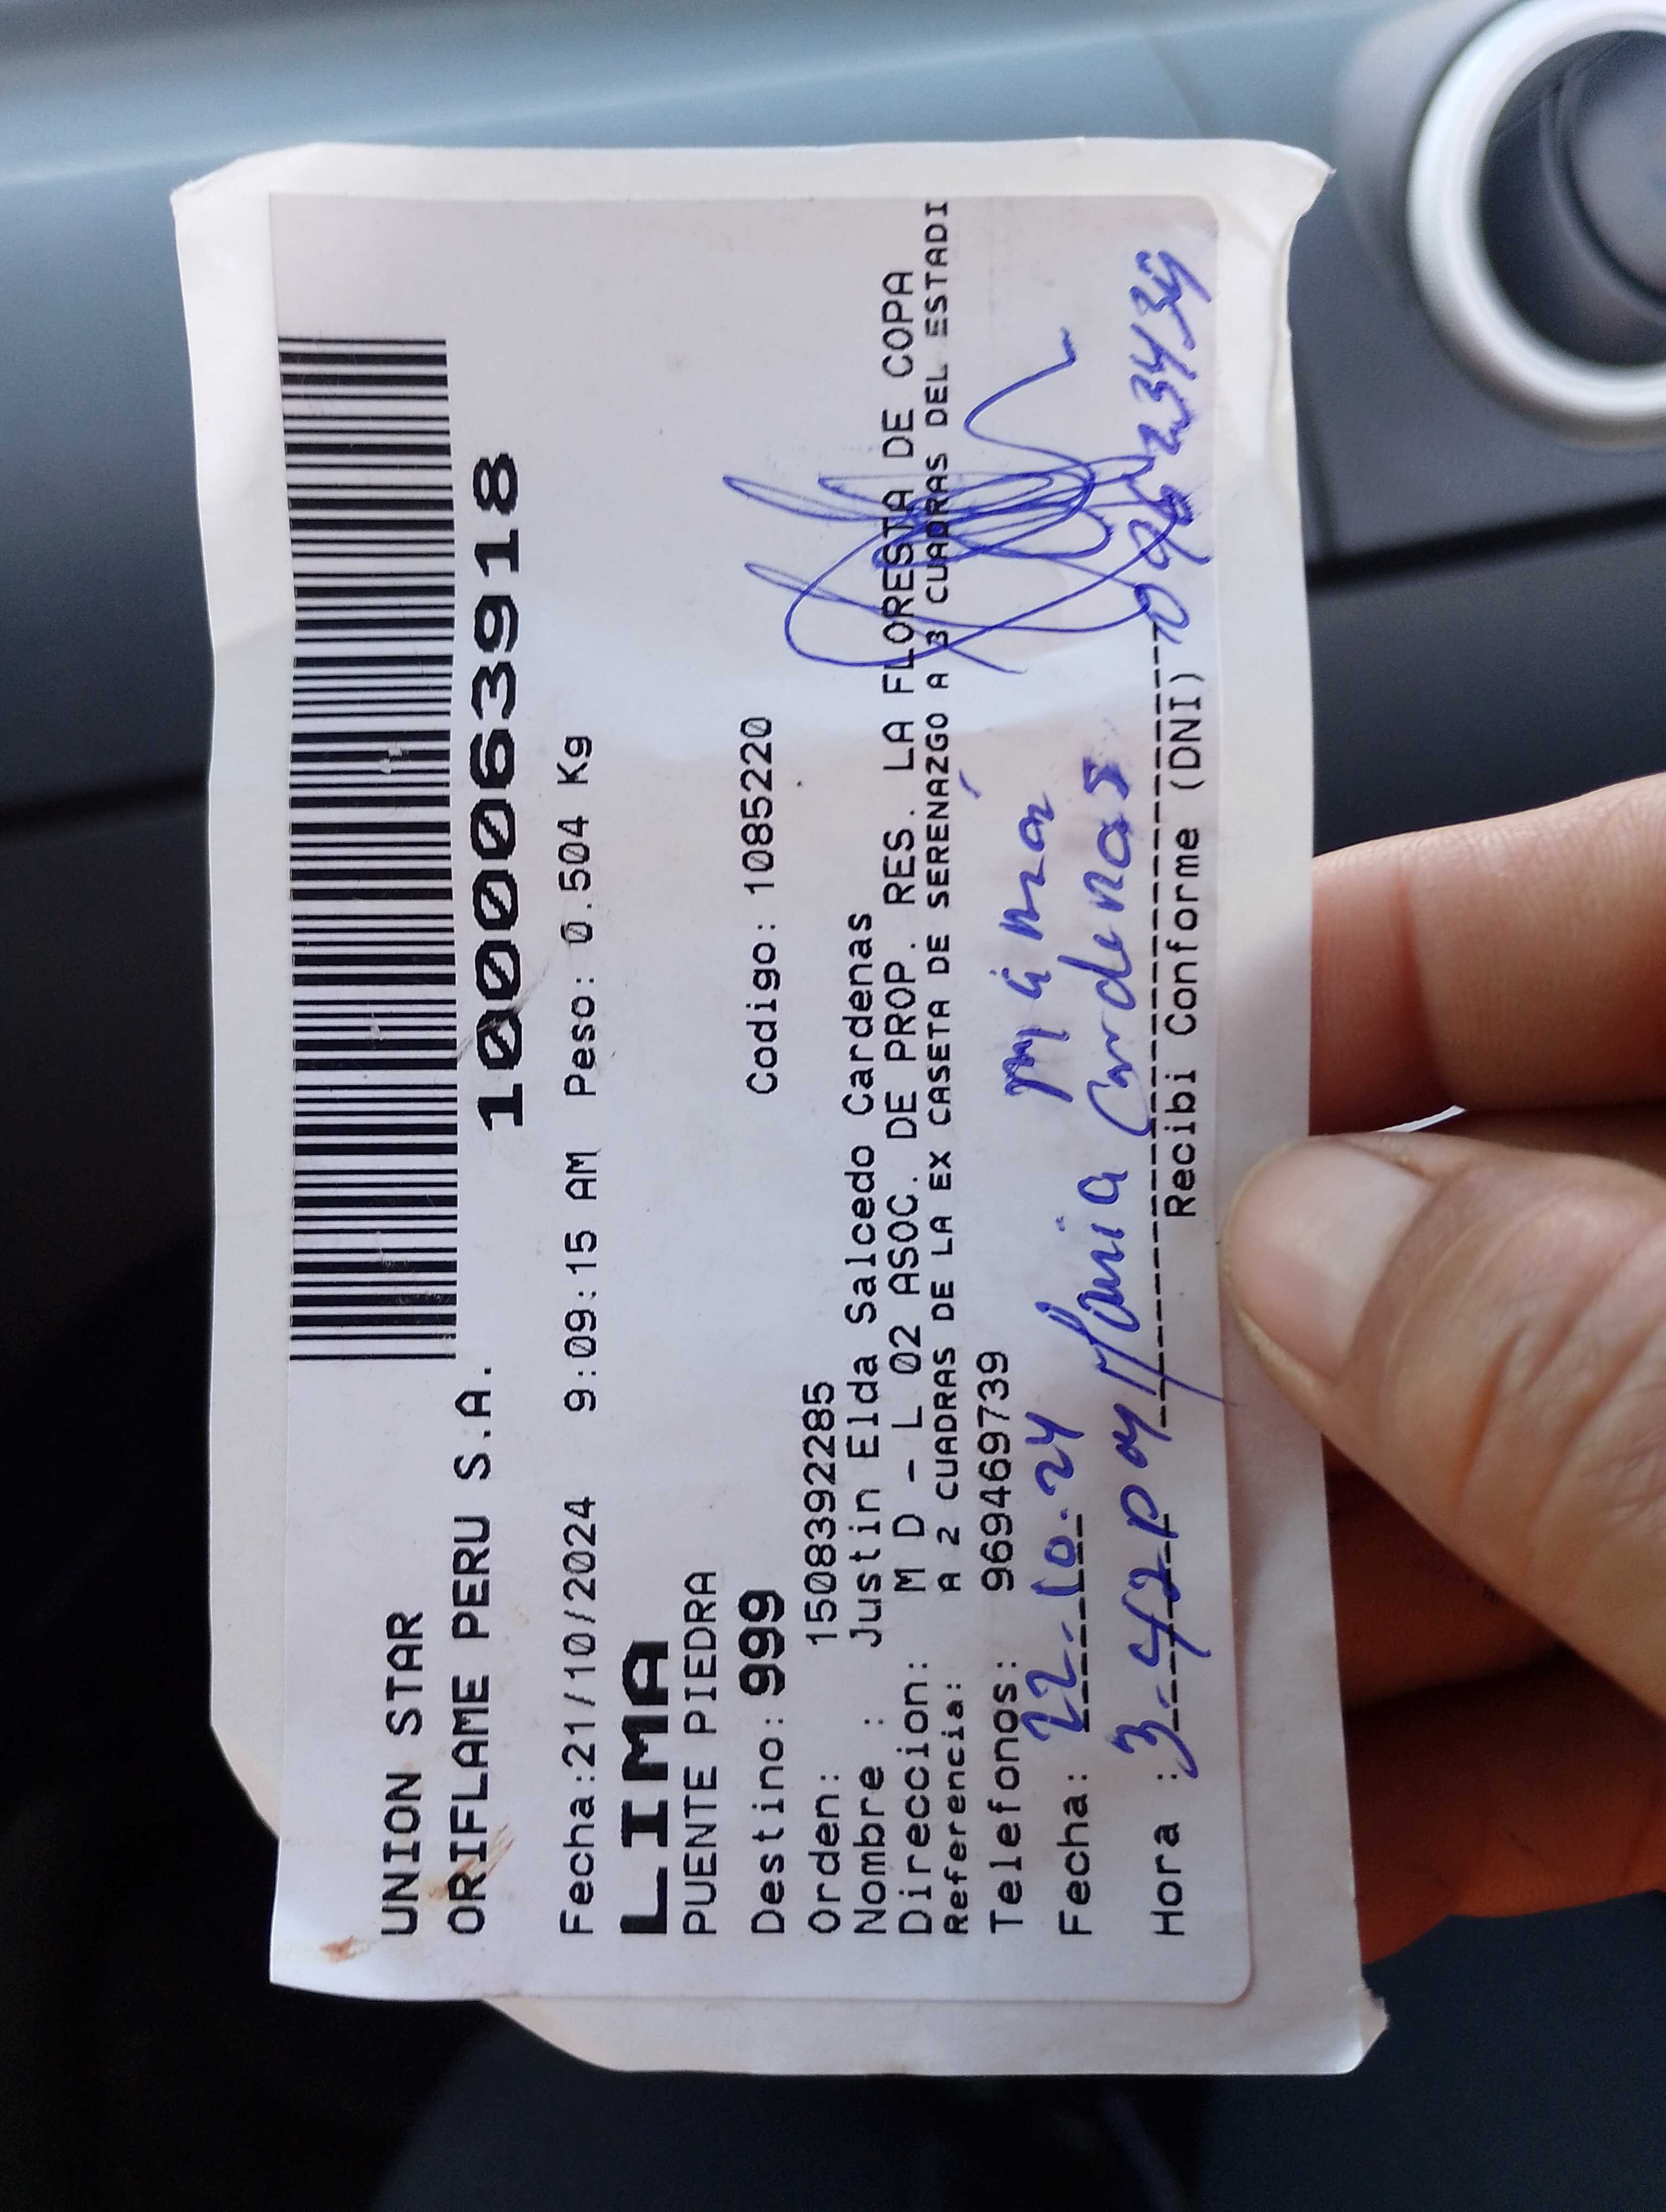 UNION STAR
ORIFLAME PERU S.A.
1000063918
Fecha:21/10/2024 9:09:15 AM Peso: 0.504 Kg
LIMA
PUENTE PIEDRA
Destino: 999 Codigo: 1085220
Orden: 1508392285
Nombre : Justin Elda Salcedo Cardenas
Direccion: M D - L 02 ASOC. DE PROP. RES. LA FLORESTA DE COPA
Referencia: A 2 CUADRAS DE LA EX CASETA DE SERENAZGO A 3 CUADRAS DEL ESTADI
Telefonos: 969469739
Fecha: 22-10-24
Hora : 3-42pm Maria Cardenas
Recibi Conforme (DNI)